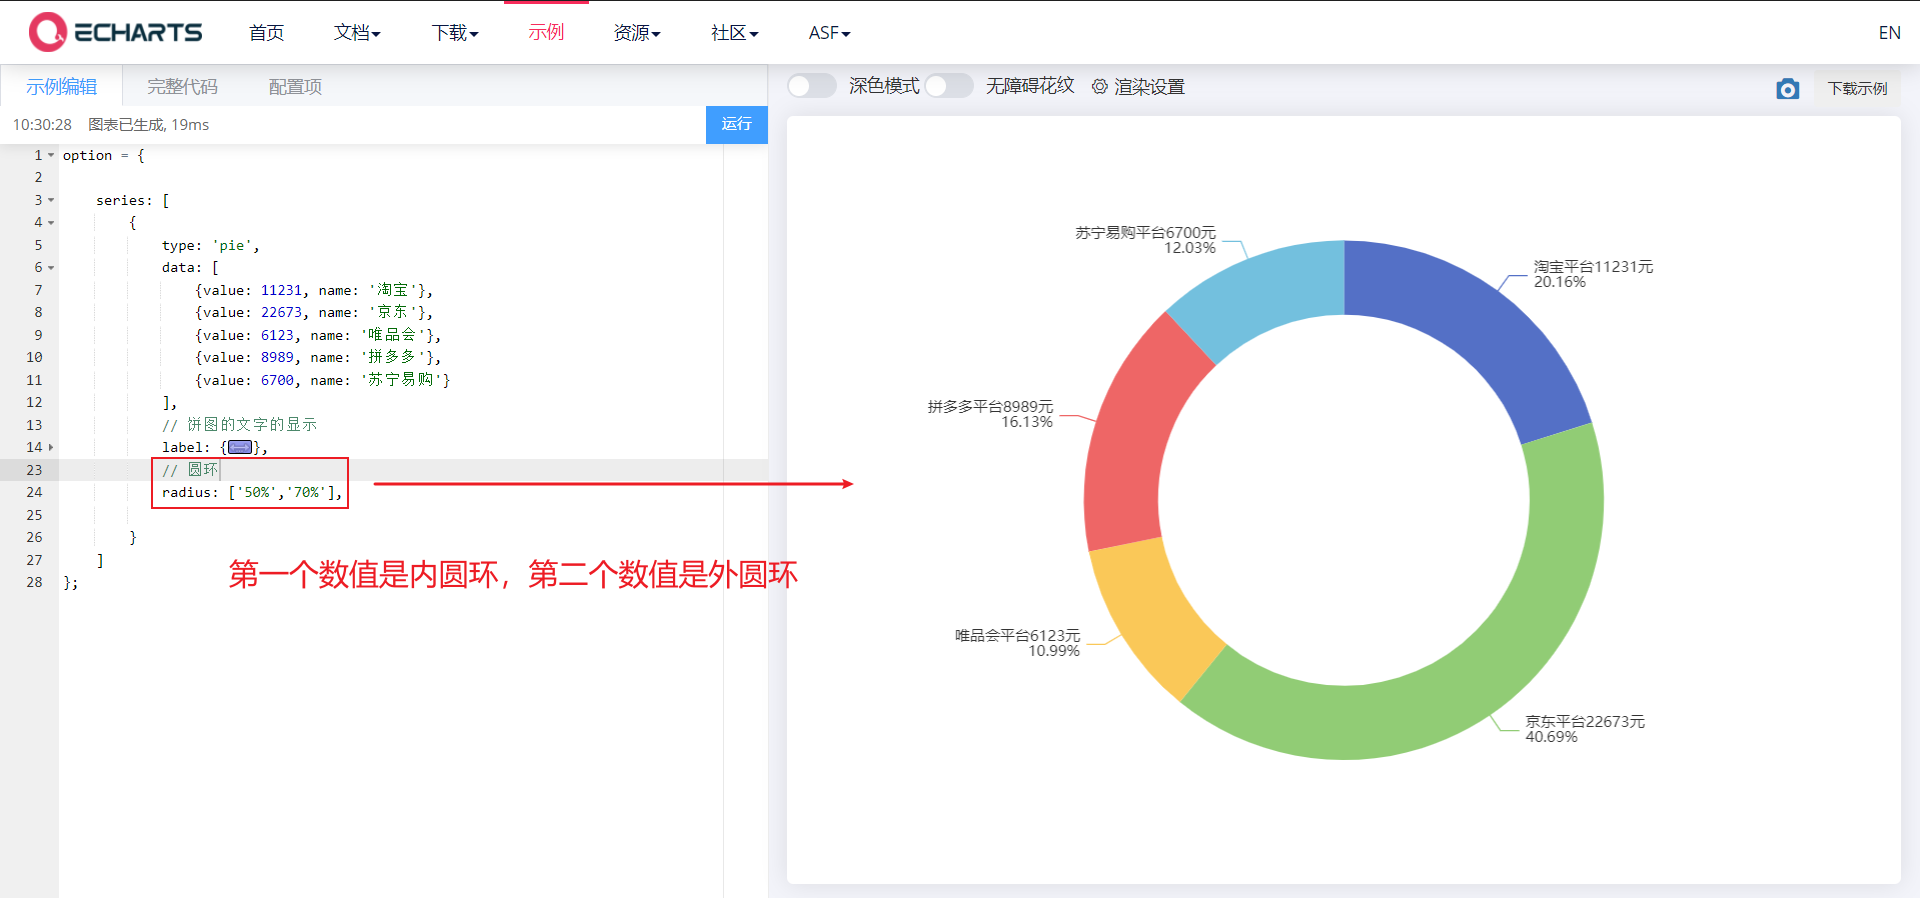 ECHARTS 首页 文档 下载 示例 资源 社区 ASF EN
示例编辑 完整代码 配置项
深色模式 无障碍花纹 渲染设置 下载示例
10:30:28 图表已生成, 19ms 运行
1 option = {
2
3 series: [
4 {
5 type: 'pie',
6 data: [
7 {value: 11231, name: '淘宝'},
8 {value: 22673, name: '京东'},
9 {value: 6123, name: '唯品会'},
10 {value: 8989, name: '拼多多'},
11 {value: 6700, name: '苏宁易购'}
12 ],
13 // 饼图的文字的显示
14 label: {},
23 // 圆环
24 radius: ['50%','70%'],
25
26 }
27 ]
28 };
第一个数值是内圆环，第二个数值是外圆环
苏宁易购平台6700元
12.03%
淘宝平台11231元
20.16%
拼多多平台8989元
16.13%
唯品会平台6123元
10.99%
京东平台22673元
40.69%